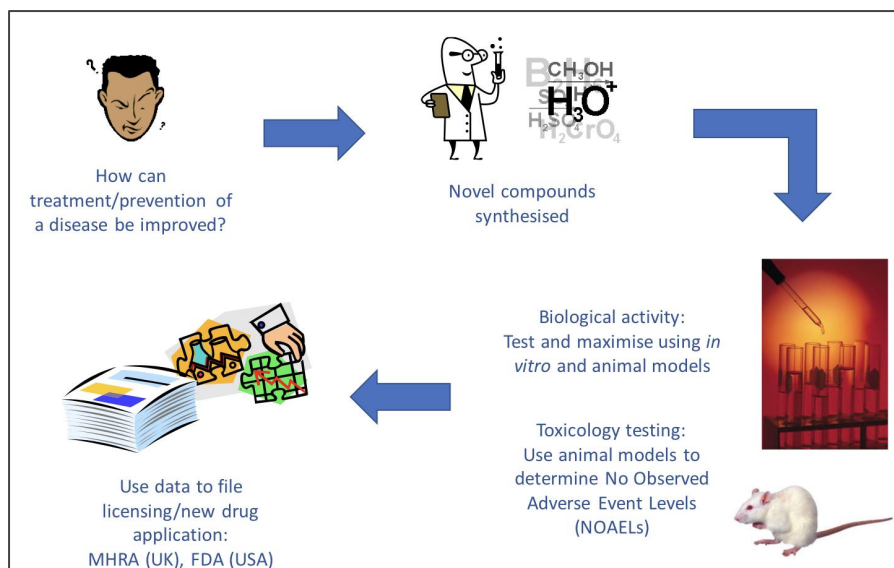 ? ?
How can
treatment/prevention of
a disease be improved?
CH₃OH
H₃O⁺
H₂SO₄
H₂CrO₄
Novel compounds
synthesised
Biological activity:
Test and maximise using in
vitro and animal models
Toxicology testing:
Use animal models to
determine No Observed
Adverse Event Levels
(NOAELs)
Use data to file
licensing/new drug
application:
MHRA (UK), FDA (USA)